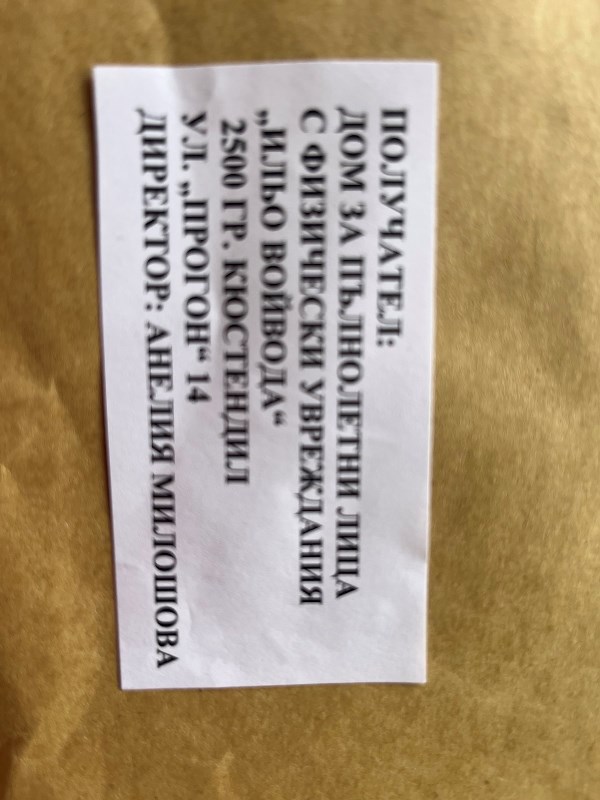 ПОЛУЧАТЕЛ:
ДОМ ЗА ПЪЛНОЛЕТНИ ЛИЦА
С ФИЗИЧЕСКИ УВРЕЖДАНИЯ
„ИЛЬО ВОЙВОДА“
2500 ГР. КЮСТЕНДИЛ
УЛ. „ПРОГОН“ 14
ДИРЕКТОР: АНЕЛИЯ МИЛОШОВА